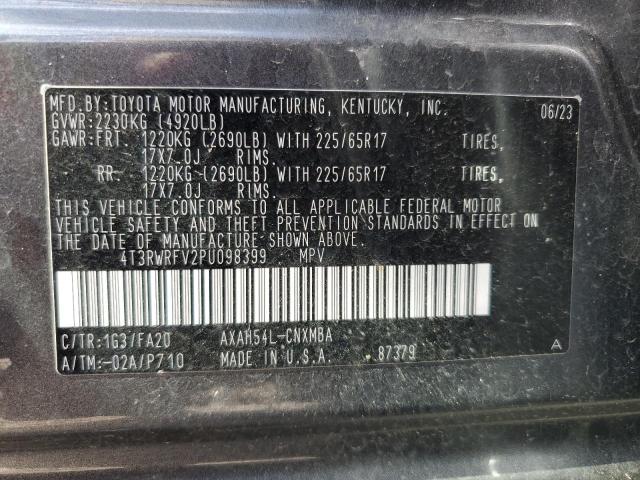 MFD.BY:TOYOTA MOTOR MANUFACTURING, KENTUCKY, INC. 06/23
GVWR:2230KG (4920LB)
GAWR:FRT. 1220KG (2690LB) WITH 225/65R17 TIRES,
17X7.0J RIMS.
RR. 1220KG (2690LB) WITH 225/65R17 TIRES,
17X7.0J RIMS.
THIS VEHICLE CONFORMS TO ALL APPLICABLE FEDERAL MOTOR
VEHICLE SAFETY AND THEFT PREVENTION STANDARDS IN EFFECT ON
THE DATE OF MANUFACTURE SHOWN ABOVE.
4T3RWRFV2PU098399 MPV
C/TR:1G3/FA20 AXAH54L-CNXMBA
A/TM:-02A/P710 MADE IN U.S.A. 87379 A